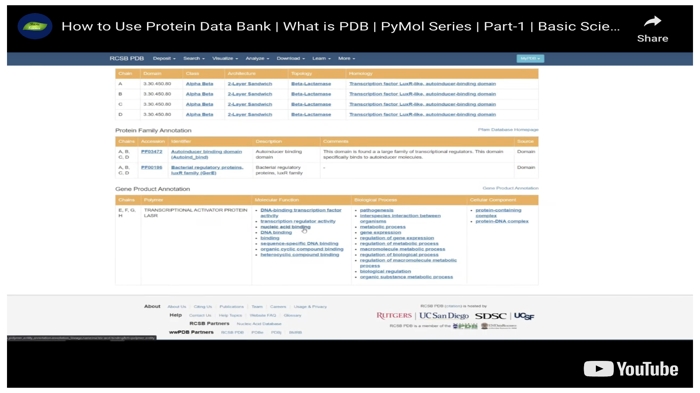 How to Use Protein Data Bank | What is PDB | PyMol Series | Part-1 | Basic Scie...
Share
RCSB PDB Deposit Search Visualize Analyze Download Learn More
Chain Domain Class Architecture Topology Homology
A 3.30.450.80 Alpha Beta 2-Layer Sandwich Beta-Lactamase Transcription factor LuxR-like, autoinducer-binding domain
B 3.30.450.80 Alpha Beta 2-Layer Sandwich Beta-Lactamase Transcription factor LuxR-like, autoinducer-binding domain
C 3.30.450.80 Alpha Beta 2-Layer Sandwich Beta-Lactamase Transcription factor LuxR-like, autoinducer-binding domain
D 3.30.450.80 Alpha Beta 2-Layer Sandwich Beta-Lactamase Transcription factor LuxR-like, autoinducer-binding domain
Protein Family Annotation Pfam Database Homepage
Chains Accession Identifier Description Comments Source
A, B, C, D PF03472 Autoinducer binding domain (Autoind_bind) Autoinducer binding domain This domain is found a a large family of transcriptional regulators. This domain specifically binds to autoinducer molecules. Domain
A, B, C, D PF00196 Bacterial regulatory proteins, luxR family (GerE) Bacterial regulatory proteins, luxR family - Domain
Gene Product Annotation Gene Product Annotation
Chains Polymer Molecular Function Biological Process Cellular Component
E, F, G, H TRANSCRIPTIONAL ACTIVATOR PROTEIN LASR
DNA-binding transcription factor activity
transcription regulator activity
nucleic acid binding
DNA binding
binding
sequence-specific DNA binding
organic cyclic compound binding
heterocyclic compound binding
pathogenesis
interspecies interaction between organisms
metabolic process
gene expression
regulation of gene expression
regulation of metabolic process
macromolecule metabolic process
regulation of biological process
regulation of macromolecule metabolic process
biological regulation
organic substance metabolic process
protein-containing complex
protein-DNA complex
About About Us Citing Us Publications Team Careers Usage & Privacy
Help Contact Us Help Topics Website FAQ Glossary
RCSB Partners Nucleic Acid Database
wwPDB Partners RCSB PDB PDBe PDBj BMRB
RCSB PDB is hosted by
RUTGERS UC San Diego SDSC UCSF
RCSB PDB is a member of the
YouTube